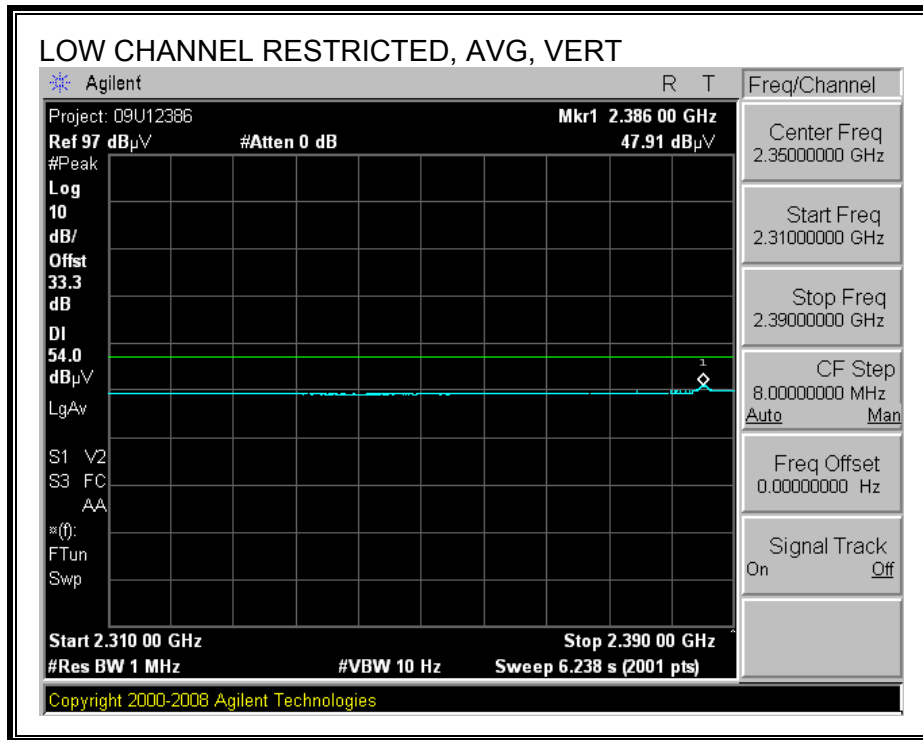 LOW CHANNEL RESTRICTED, AVG, VERT
Agilent R T Freq/Channel
Project: 09U12386 Mkr1 2.386 00 GHz
Ref 97 dBµV #Atten 0 dB 47.91 dBµV
#Peak
Log
10
dB/
Offst
33.3
dB
DI
54.0
dBµV
LgAv
S1 V2
S3 FC
AA
¤(f):
FTun
Swp
1
Start 2.310 00 GHz Stop 2.390 00 GHz ^
#Res BW 1 MHz #VBW 10 Hz Sweep 6.238 s (2001 pts)
Center Freq
2.35000000 GHz
Start Freq
2.31000000 GHz
Stop Freq
2.39000000 GHz
CF Step
8.00000000 MHz
Auto Man
Freq Offset
0.00000000 Hz
Signal Track
On Off
Copyright 2000-2008 Agilent Technologies